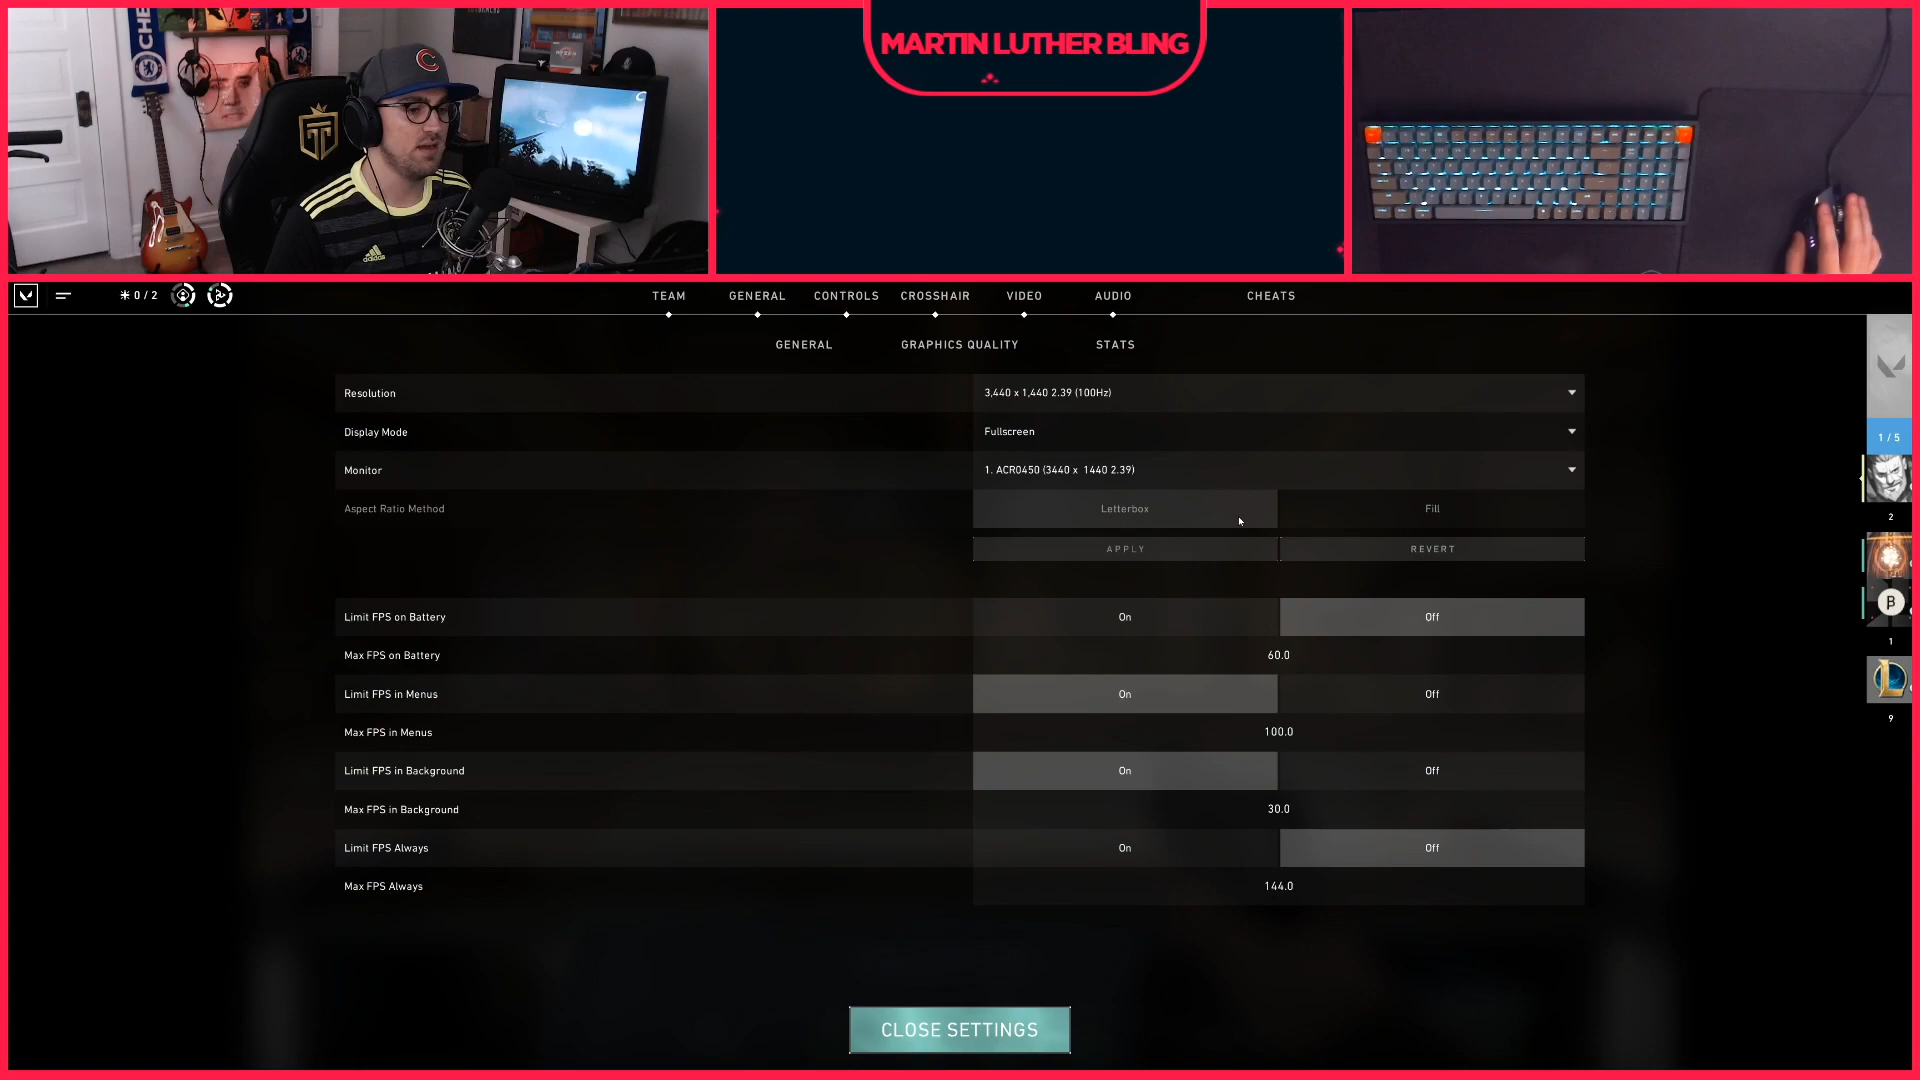 CHE
RYZEN
C
GT
adidas
MARTIN LUTHER BLING
0 / 2
TEAM
GENERAL
CONTROLS
CROSSHAIR
VIDEO
AUDIO
CHEATS
GENERAL
GRAPHICS QUALITY
STATS
Resolution
3,440 x 1,440 2.39 (100Hz)
Display Mode
Fullscreen
Monitor
1. ACR0450 (3440 x 1440 2.39)
Aspect Ratio Method
Letterbox
Fill
APPLY
REVERT
Limit FPS on Battery
On
Off
Max FPS on Battery
60.0
Limit FPS in Menus
On
Off
Max FPS in Menus
100.0
Limit FPS in Background
On
Off
Max FPS in Background
30.0
Limit FPS Always
On
Off
Max FPS Always
144.0
CLOSE SETTINGS
1 / 5
2
B
1
L
9